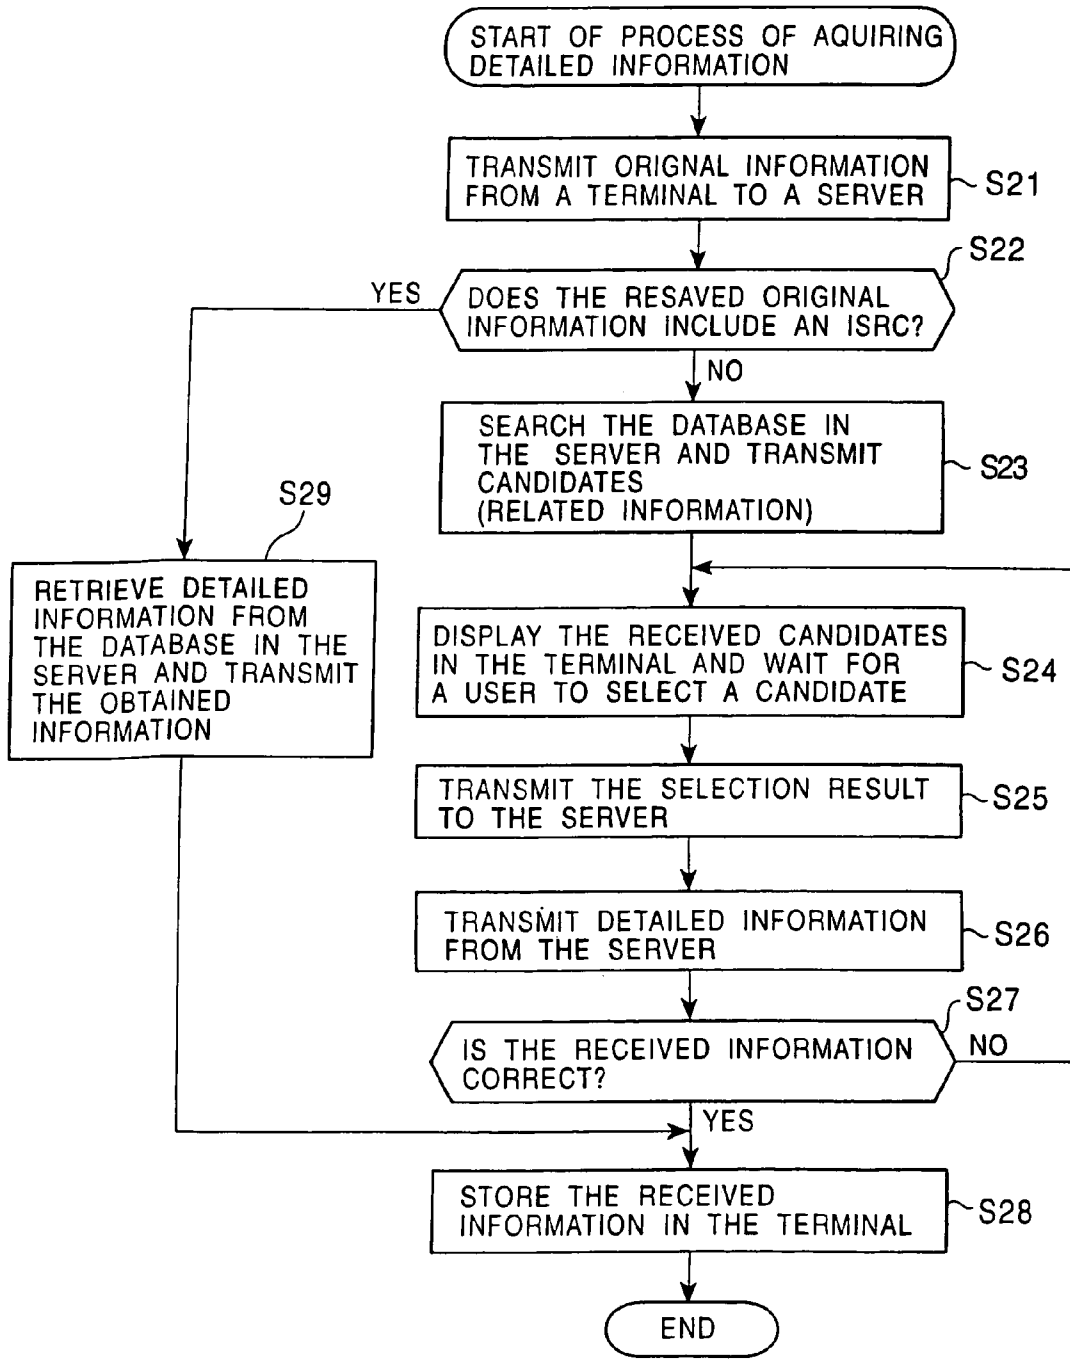 START OF PROCESS OF AQUIRING
DETAILED INFORMATION
TRANSMIT ORIGNAL INFORMATION
FROM A TERMINAL TO A SERVER
S21
S22
YES
DOES THE RESAVED ORIGINAL
INFORMATION INCLUDE AN ISRC?
NO
SEARCH THE DATABASE IN
THE SERVER AND TRANSMIT
CANDIDATES
(RELATED INFORMATION)
S23
S29
RETRIEVE DETAILED
INFORMATION FROM
THE DATABASE IN THE
SERVER AND TRANSMIT
THE OBTAINED
INFORMATION
DISPLAY THE RECEIVED CANDIDATES
IN THE TERMINAL AND WAIT FOR
A USER TO SELECT A CANDIDATE
S24
TRANSMIT THE SELECTION RESULT
TO THE SERVER
S25
TRANSMIT DETAILED INFORMATION
FROM THE SERVER
S26
S27
IS THE RECEIVED INFORMATION
CORRECT?
NO
YES
STORE THE RECEIVED
INFORMATION IN THE TERMINAL
S28
END